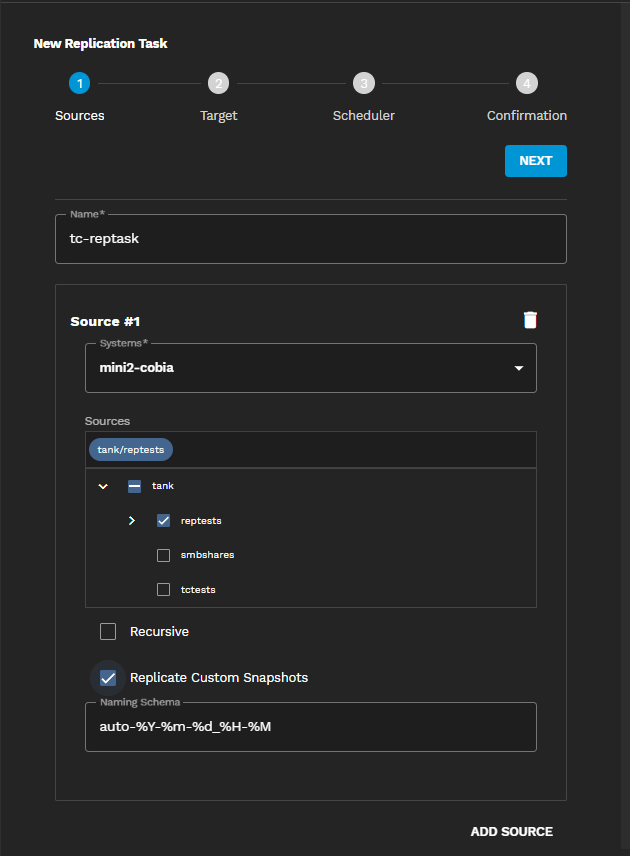 New Replication Task
1 2 3 4
Sources Target Scheduler Confirmation
NEXT
Name*
tc-reptask
Source #1
Systems*
mini2-cobia
Sources
tank/reptests
tank
reptests
smbshares
tctests
Recursive
Replicate Custom Snapshots
Naming Schema
auto-%Y-%m-%d_%H-%M
ADD SOURCE